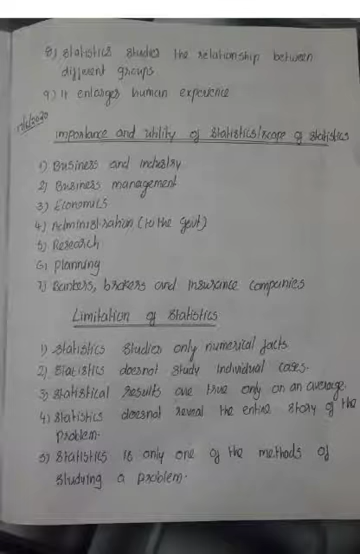 8) Statistics studies the relationship between
different groups
9) It enlarges human experience
Importance and utility of Statistics/scope of statistics
1) Business and industry
2) Business management
3) Economics
4) Administration (to the govt)
5) Research
6) planning
7) Bankers, brokers and Insurance companies
Limitation of Statistics
1) Statistics Studies only numerical facts.
2) Statistics doesnot study Individual cases.
3) Statistical Results are true only on an average.
4) Statistics doesnot reveal the entire story of the
Problem.
5) Statistics is only one of the methods of
Studying a problem.